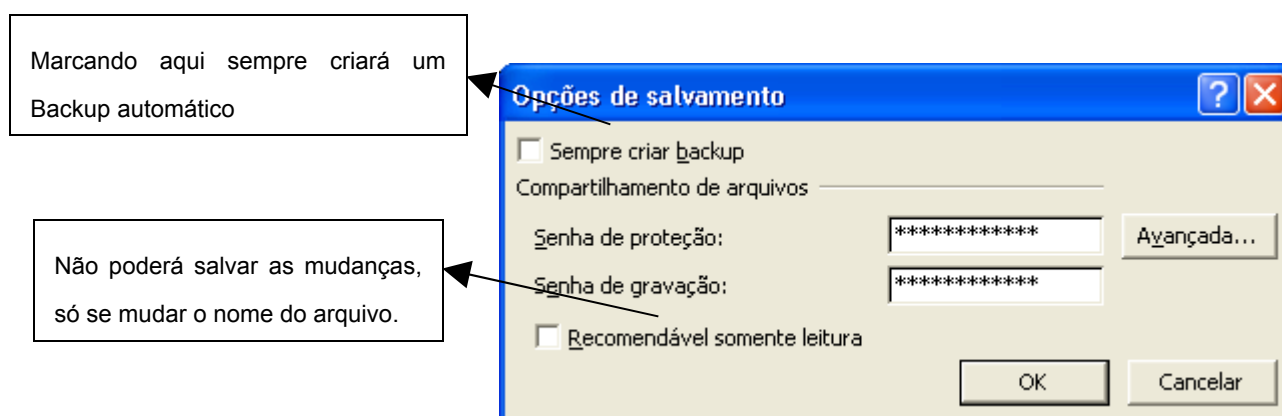 Marcando aqui sempre criará um
Backup automático
Opções de salvamento
Sempre criar backup
Compartilhamento de arquivos
Senha de proteção: ************ Avançada...
Não poderá salvar as mudanças,
só se mudar o nome do arquivo.
Senha de gravação: ************
Recomendável somente leitura
OK Cancelar